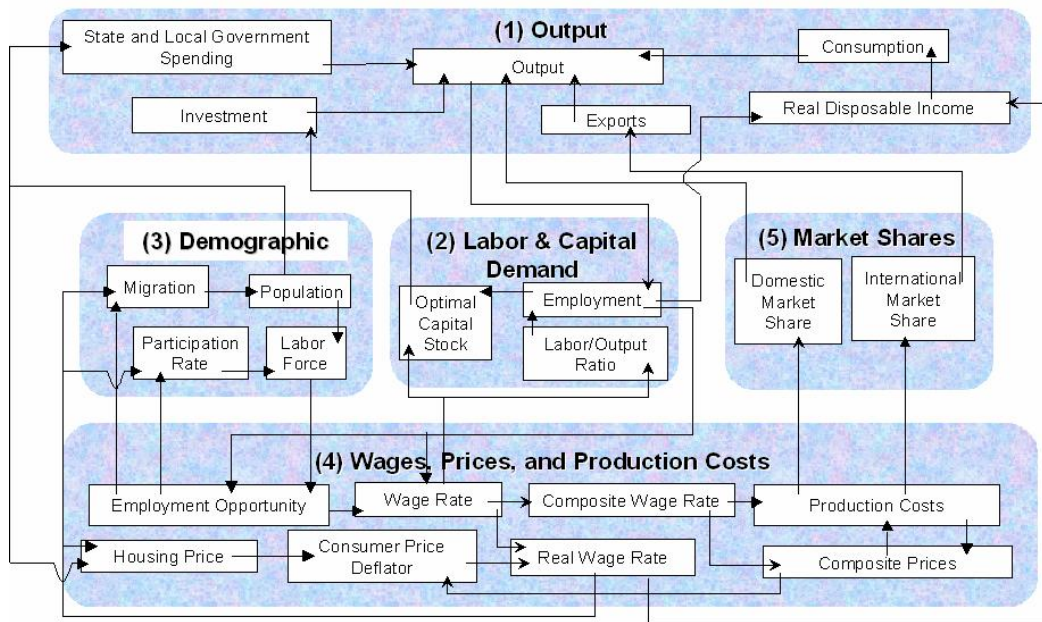 (1) Output
State and Local Government
Spending
Output
Consumption
Investment
Exports
Real Disposable Income
(3) Demographic
Migration
Population
Participation
Rate
Labor
Force
(2) Labor & Capital
Demand
Optimal
Capital
Stock
Employment
Labor/Output
Ratio
(5) Market Shares
Domestic
Market
Share
International
Market
Share
(4) Wages, Prices, and Production Costs
Employment Opportunity
Wage Rate
Composite Wage Rate
Production Costs
Housing Price
Consumer Price
Deflator
Real Wage Rate
Composite Prices